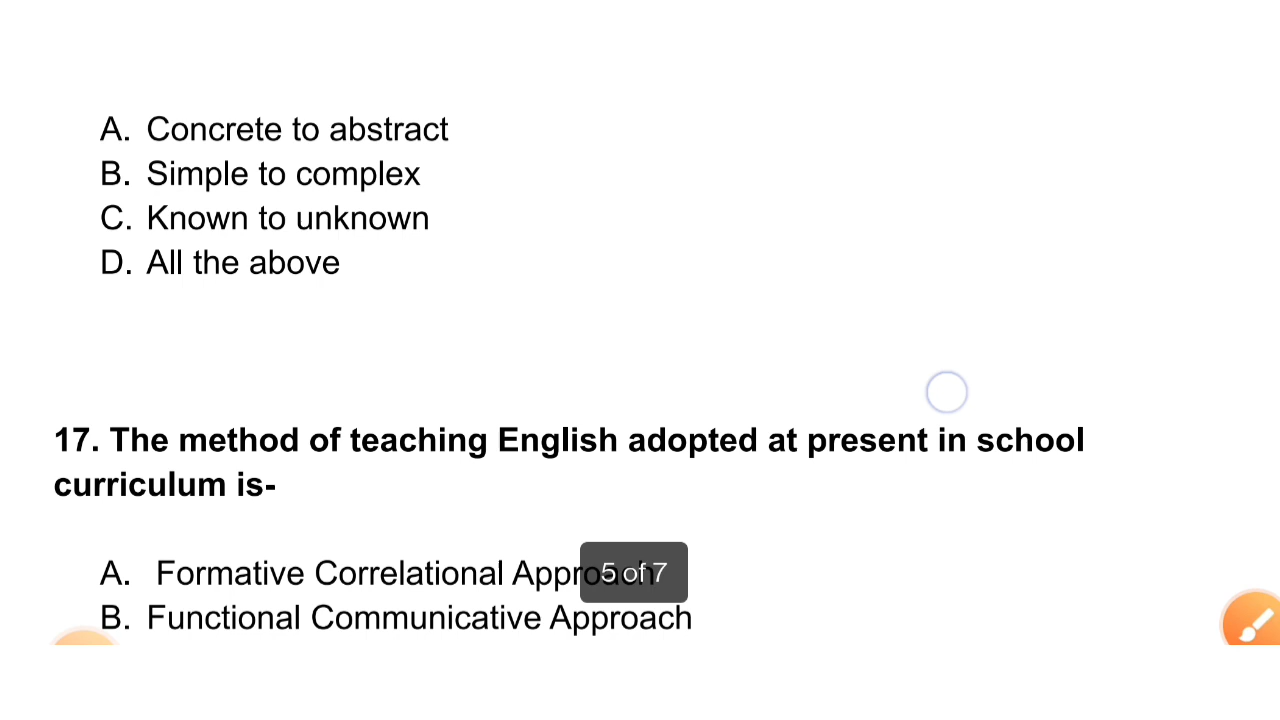 A. Concrete to abstract
B. Simple to complex
C. Known to unknown
D. All the above
17. The method of teaching English adopted at present in school
curriculum is-
A. Formative Correlational Approach
5 of 7
B. Functional Communicative Approach